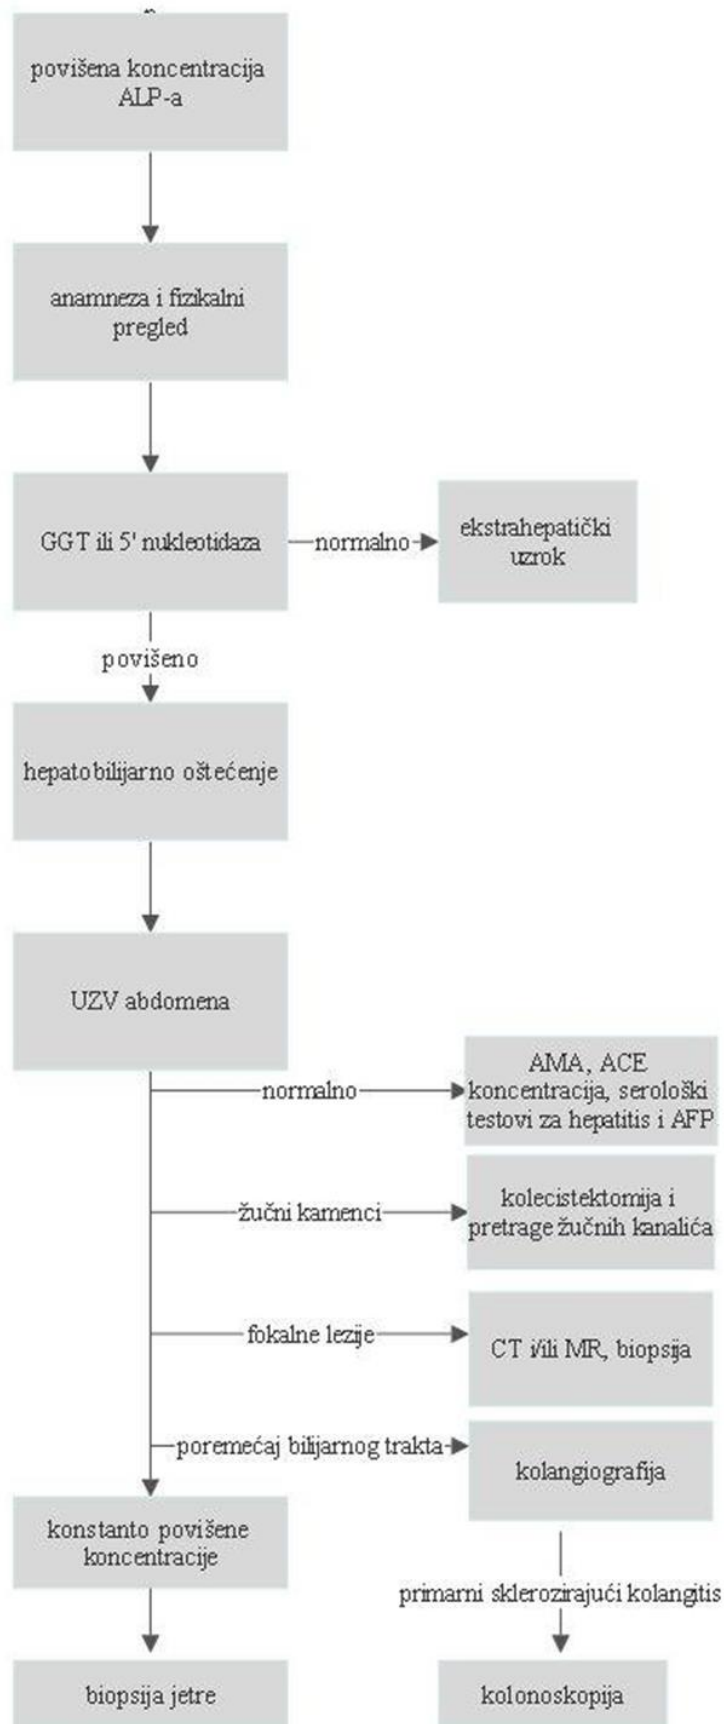 povišena koncentracija
ALP-a
anamneza i fizikalni
pregled
GGT ili 5' nukleotidaza
normalno
ekstrahepatički
uzrok
povišeno
hepatobilijarno oštećenje
UZV abdomena
normalno
AMA, ACE
koncentracija, serološki
testovi za hepatitis i AFP
žučni kamenci
kolecistektomija i
pretrage žučnih kanalića
fokalne lezije
CT i/ili MR, biopsija
poremećaj bilijarnog trakta
kolangiografija
konstanto povišene
koncentracije
primarni sklerozirajući kolangitis
biopsija jetre
kolonoskopija